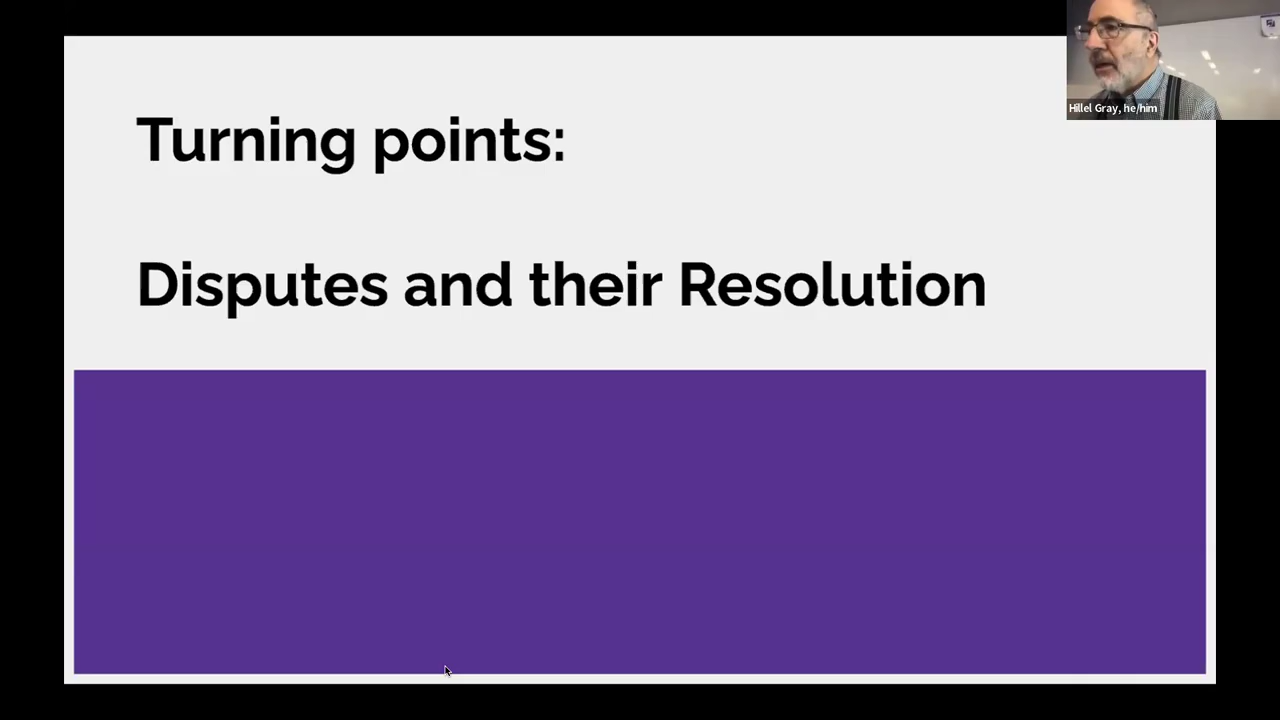 Turning points:
Disputes and their Resolution
Hillel Gray, he/him